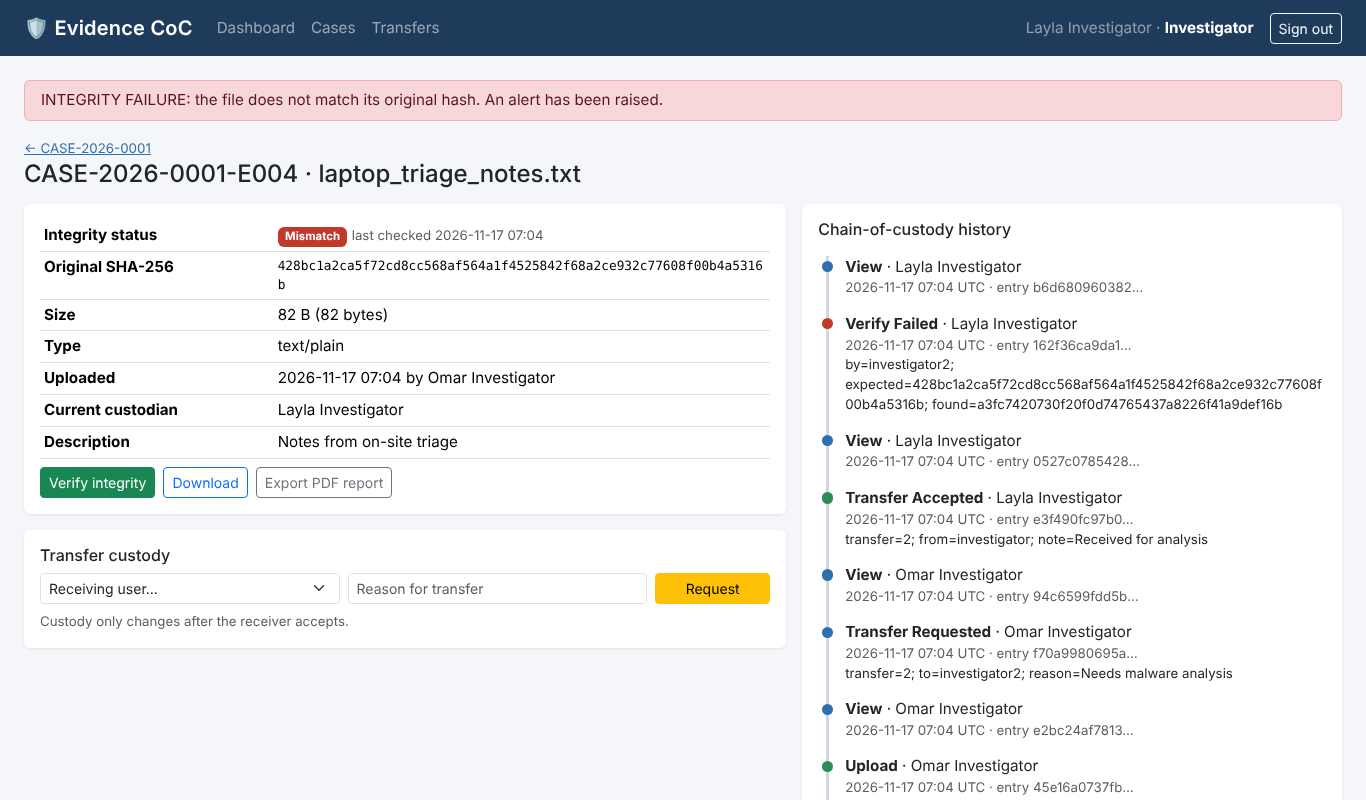 Evidence CoC
Dashboard
Cases
Transfers
Layla Investigator · Investigator
Sign out
INTEGRITY FAILURE: the file does not match its original hash. An alert has been raised.
← CASE-2026-0001
CASE-2026-0001-E004 · laptop_triage_notes.txt
Integrity status
Mismatch last checked 2026-11-17 07:04
Original SHA-256
428bc1a2ca5f72cd8cc568af564a1f4525842f68a2ce932c77608f00b4a5316
b
Size
82 B (82 bytes)
Type
text/plain
Uploaded
2026-11-17 07:04 by Omar Investigator
Current custodian
Layla Investigator
Description
Notes from on-site triage
Verify integrity
Download
Export PDF report
Transfer custody
Receiving user...
Reason for transfer
Request
Custody only changes after the receiver accepts.
Chain-of-custody history
View · Layla Investigator
2026-11-17 07:04 UTC · entry b6d680960382...
Verify Failed · Layla Investigator
2026-11-17 07:04 UTC · entry 162f36ca9da1...
by=investigator2;
expected=428bc1a2ca5f72cd8cc568af564a1f4525842f68a2ce932c77608f
00b4a5316b; found=a3fc7420730f20f0d74765437a8226f41a9def16b
View · Layla Investigator
2026-11-17 07:04 UTC · entry 0527c0785428...
Transfer Accepted · Layla Investigator
2026-11-17 07:04 UTC · entry e3f490fc97b0...
transfer=2; from=investigator; note=Received for analysis
View · Omar Investigator
2026-11-17 07:04 UTC · entry 94c6599fdd5b...
Transfer Requested · Omar Investigator
2026-11-17 07:04 UTC · entry f70a9980695a...
transfer=2; to=investigator2; reason=Needs malware analysis
View · Omar Investigator
2026-11-17 07:04 UTC · entry e2bc24af7813...
Upload · Omar Investigator
2026-11-17 07:04 UTC · entry 45e16a0737fb...